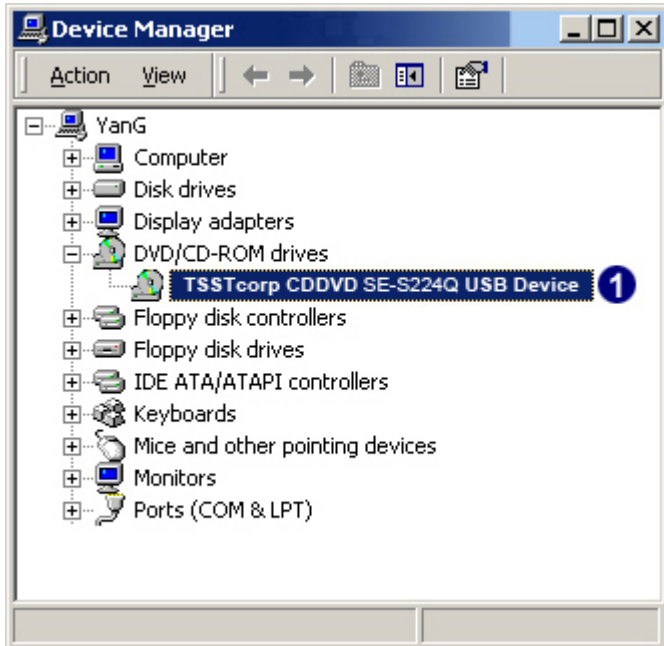 Device Manager
Action View
YanG
Computer
Disk drives
Display adapters
DVD/CD-ROM drives
TSSTcorp CDDVD SE-S224Q USB Device 1
Floppy disk controllers
Floppy disk drives
IDE ATA/ATAPI controllers
Keyboards
Mice and other pointing devices
Monitors
Ports (COM & LPT)